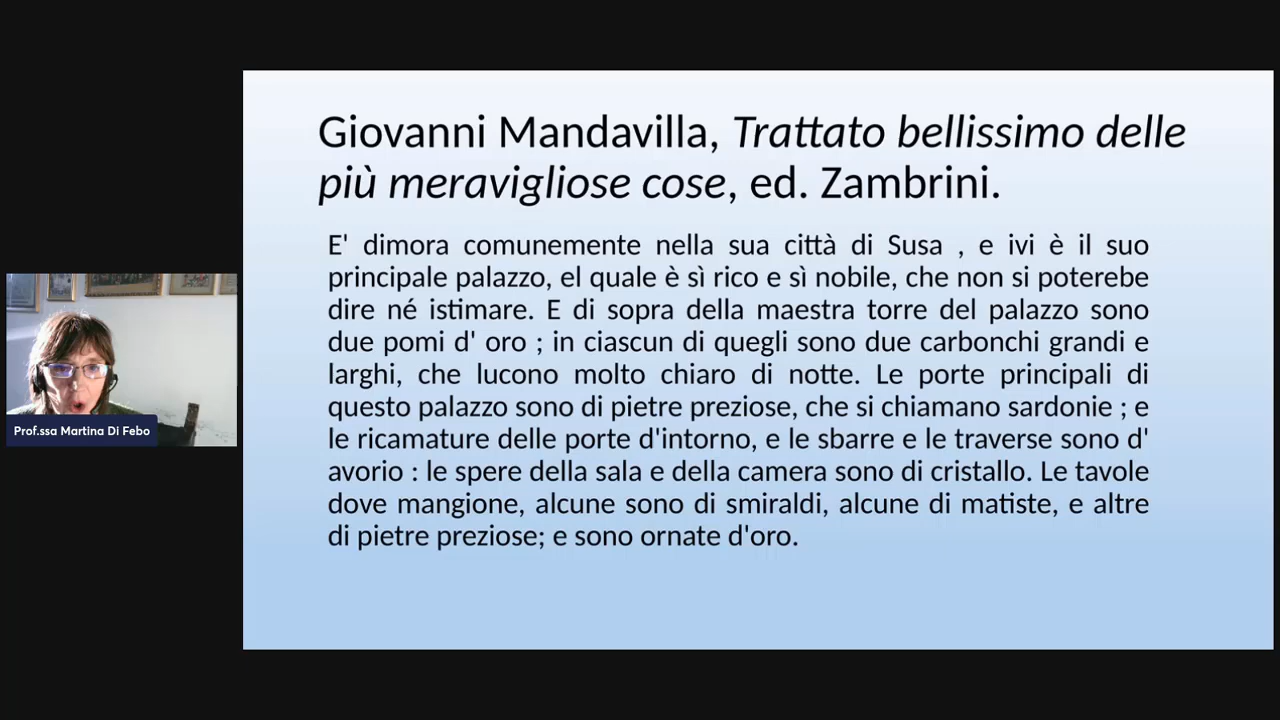 Giovanni Mandavilla, Trattato bellissimo delle
più meravigliose cose, ed. Zambrini.
E' dimora comunemente nella sua città di Susa , e ivi è il suo
principale palazzo, el quale è sì rico e sì nobile, che non si poterebe
dire né istimare. E di sopra della maestra torre del palazzo sono
due pomi d' oro ; in ciascun di quegli sono due carbonchi grandi e
larghi, che lucono molto chiaro di notte. Le porte principali di
questo palazzo sono di pietre preziose, che si chiamano sardonie ; e
le ricamature delle porte d'intorno, e le sbarre e le traverse sono d'
avorio : le spere della sala e della camera sono di cristallo. Le tavole
dove mangione, alcune sono di smiraldi, alcune di matiste, e altre
di pietre preziose; e sono ornate d'oro.
Prof.ssa Martina Di Febo